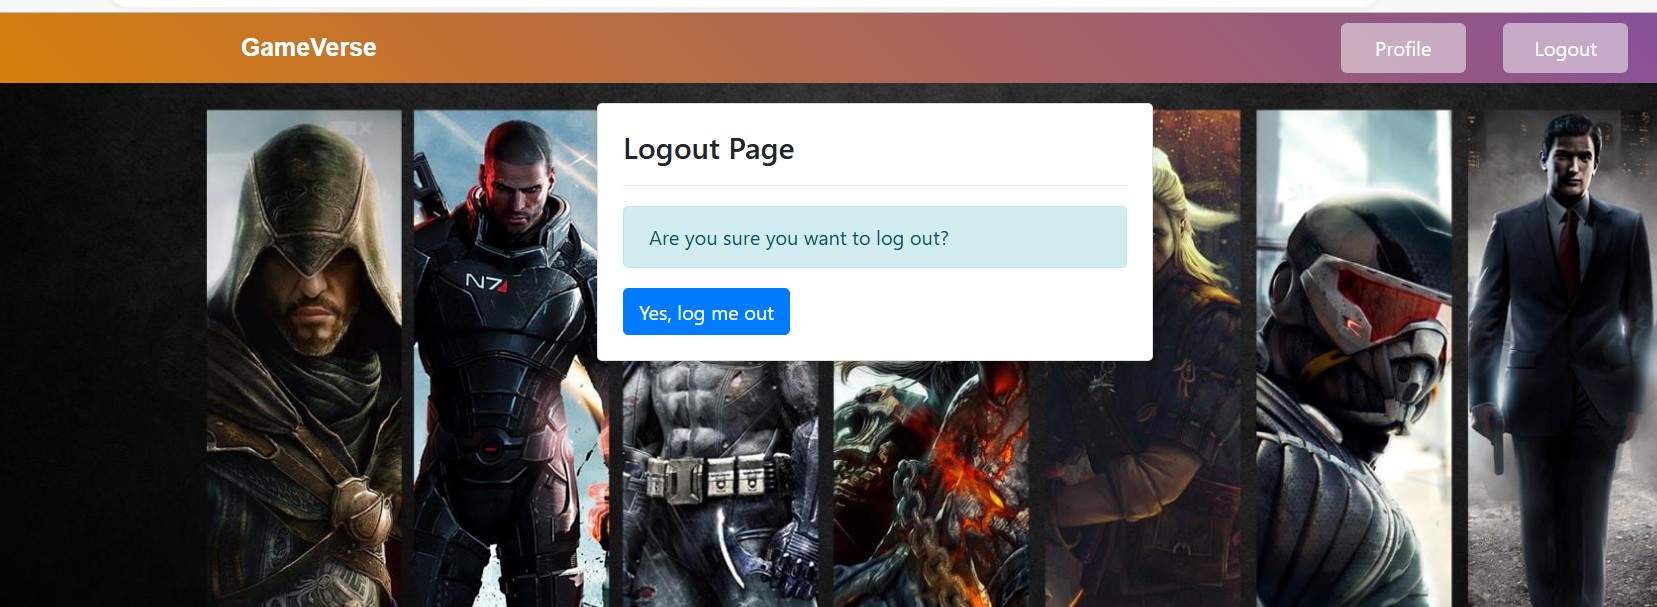 GameVerse
Profile
Logout
Logout Page
Are you sure you want to log out?
Yes, log me out
N7